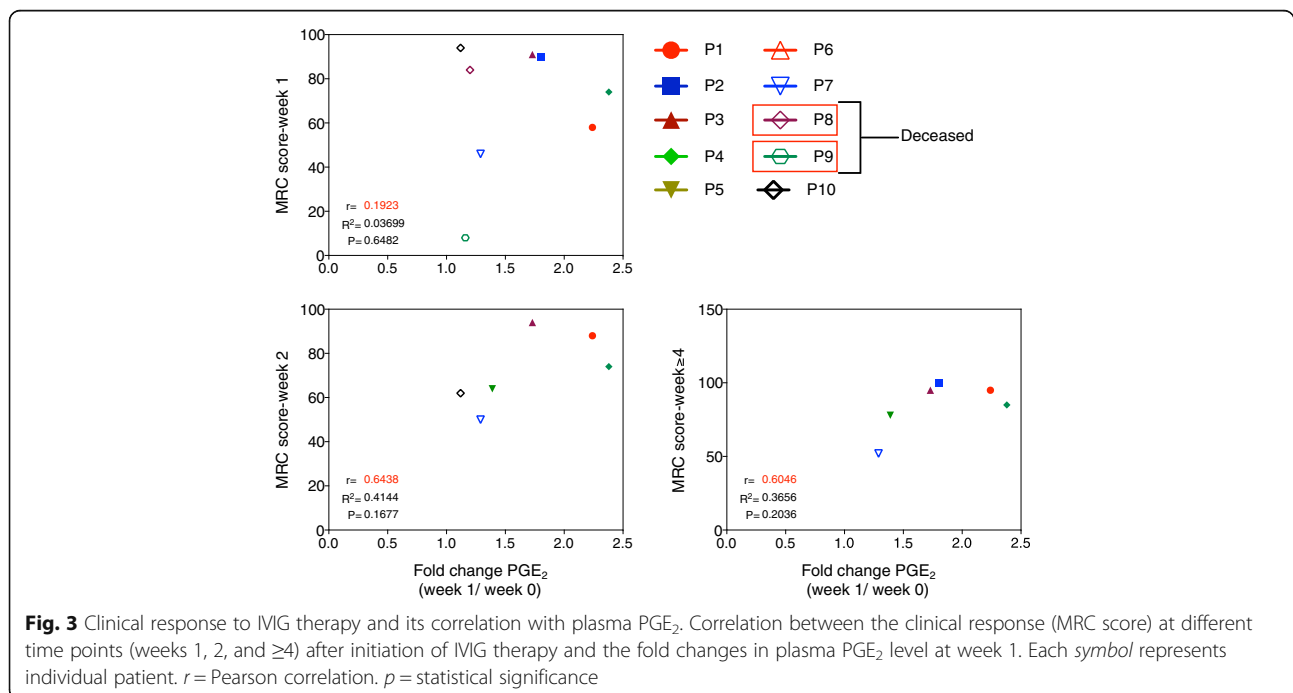 100
80
60
40
20
0
MRC score-week 1
r= 0.1923
R²= 0.03699
P= 0.6482
0.0 0.5 1.0 1.5 2.0 2.5
P1 P6
P2 P7
P3 P8
P4 P9
P5 P10
Deceased
100
80
60
40
20
0
MRC score-week 2
r= 0.6438
R²= 0.4144
P= 0.1677
0.0 0.5 1.0 1.5 2.0 2.5
Fold change PGE₂
(week 1/ week 0)
150
100
50
0
MRC score-week≥4
r= 0.6046
R²= 0.3656
P= 0.2036
0.0 0.5 1.0 1.5 2.0 2.5
Fold change PGE₂
(week 1/ week 0)
Fig. 3 Clinical response to IVIG therapy and its correlation with plasma PGE₂. Correlation between the clinical response (MRC score) at different
time points (weeks 1, 2, and ≥4) after initiation of IVIG therapy and the fold changes in plasma PGE₂ level at week 1. Each symbol represents
individual patient. r = Pearson correlation. p = statistical significance